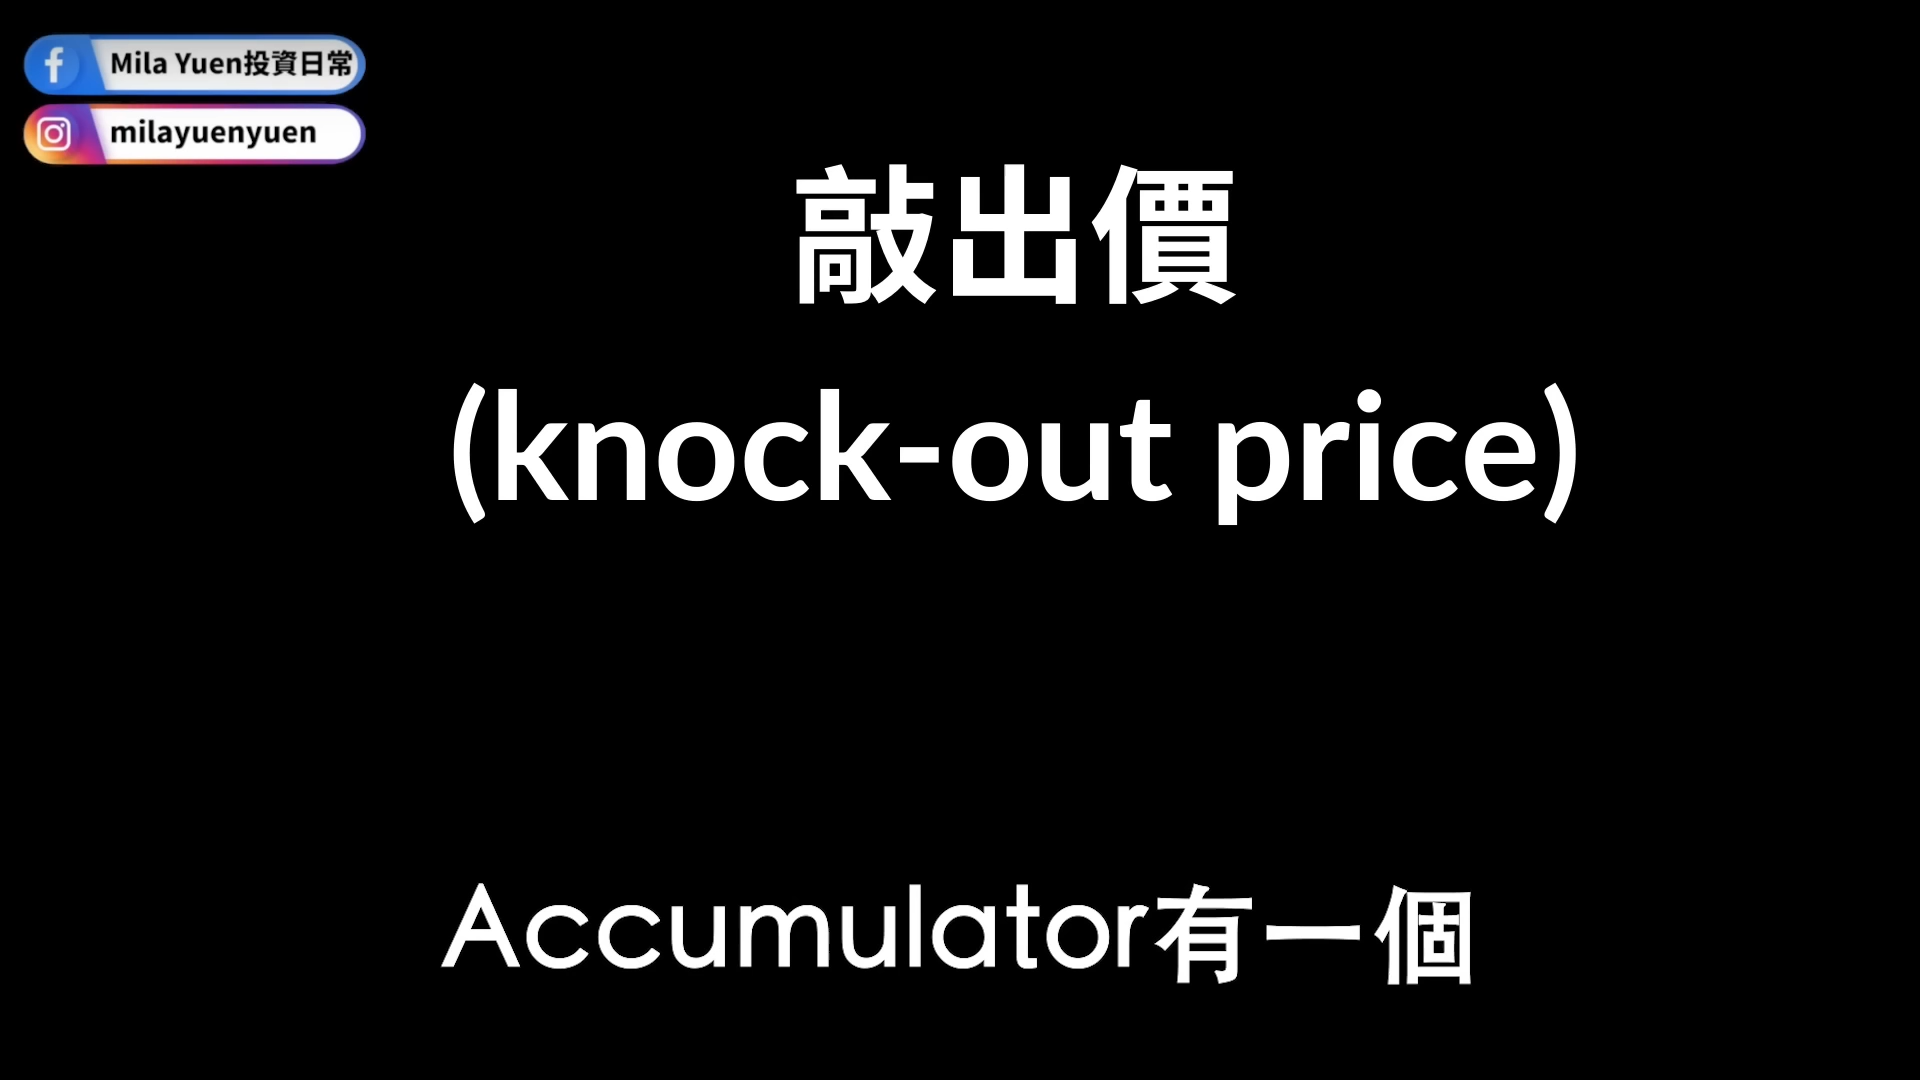 Mila Yuen投資日常
milayuenyuen
敲出價
(knock-out price)
Accumulator有一個